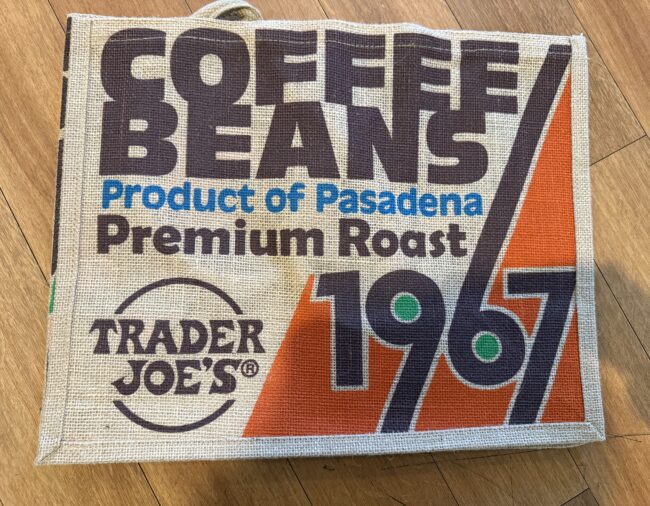 COFFEE
BEANS
Product of Pasadena
Premium Roast
1967
TRADER
JOE'S®